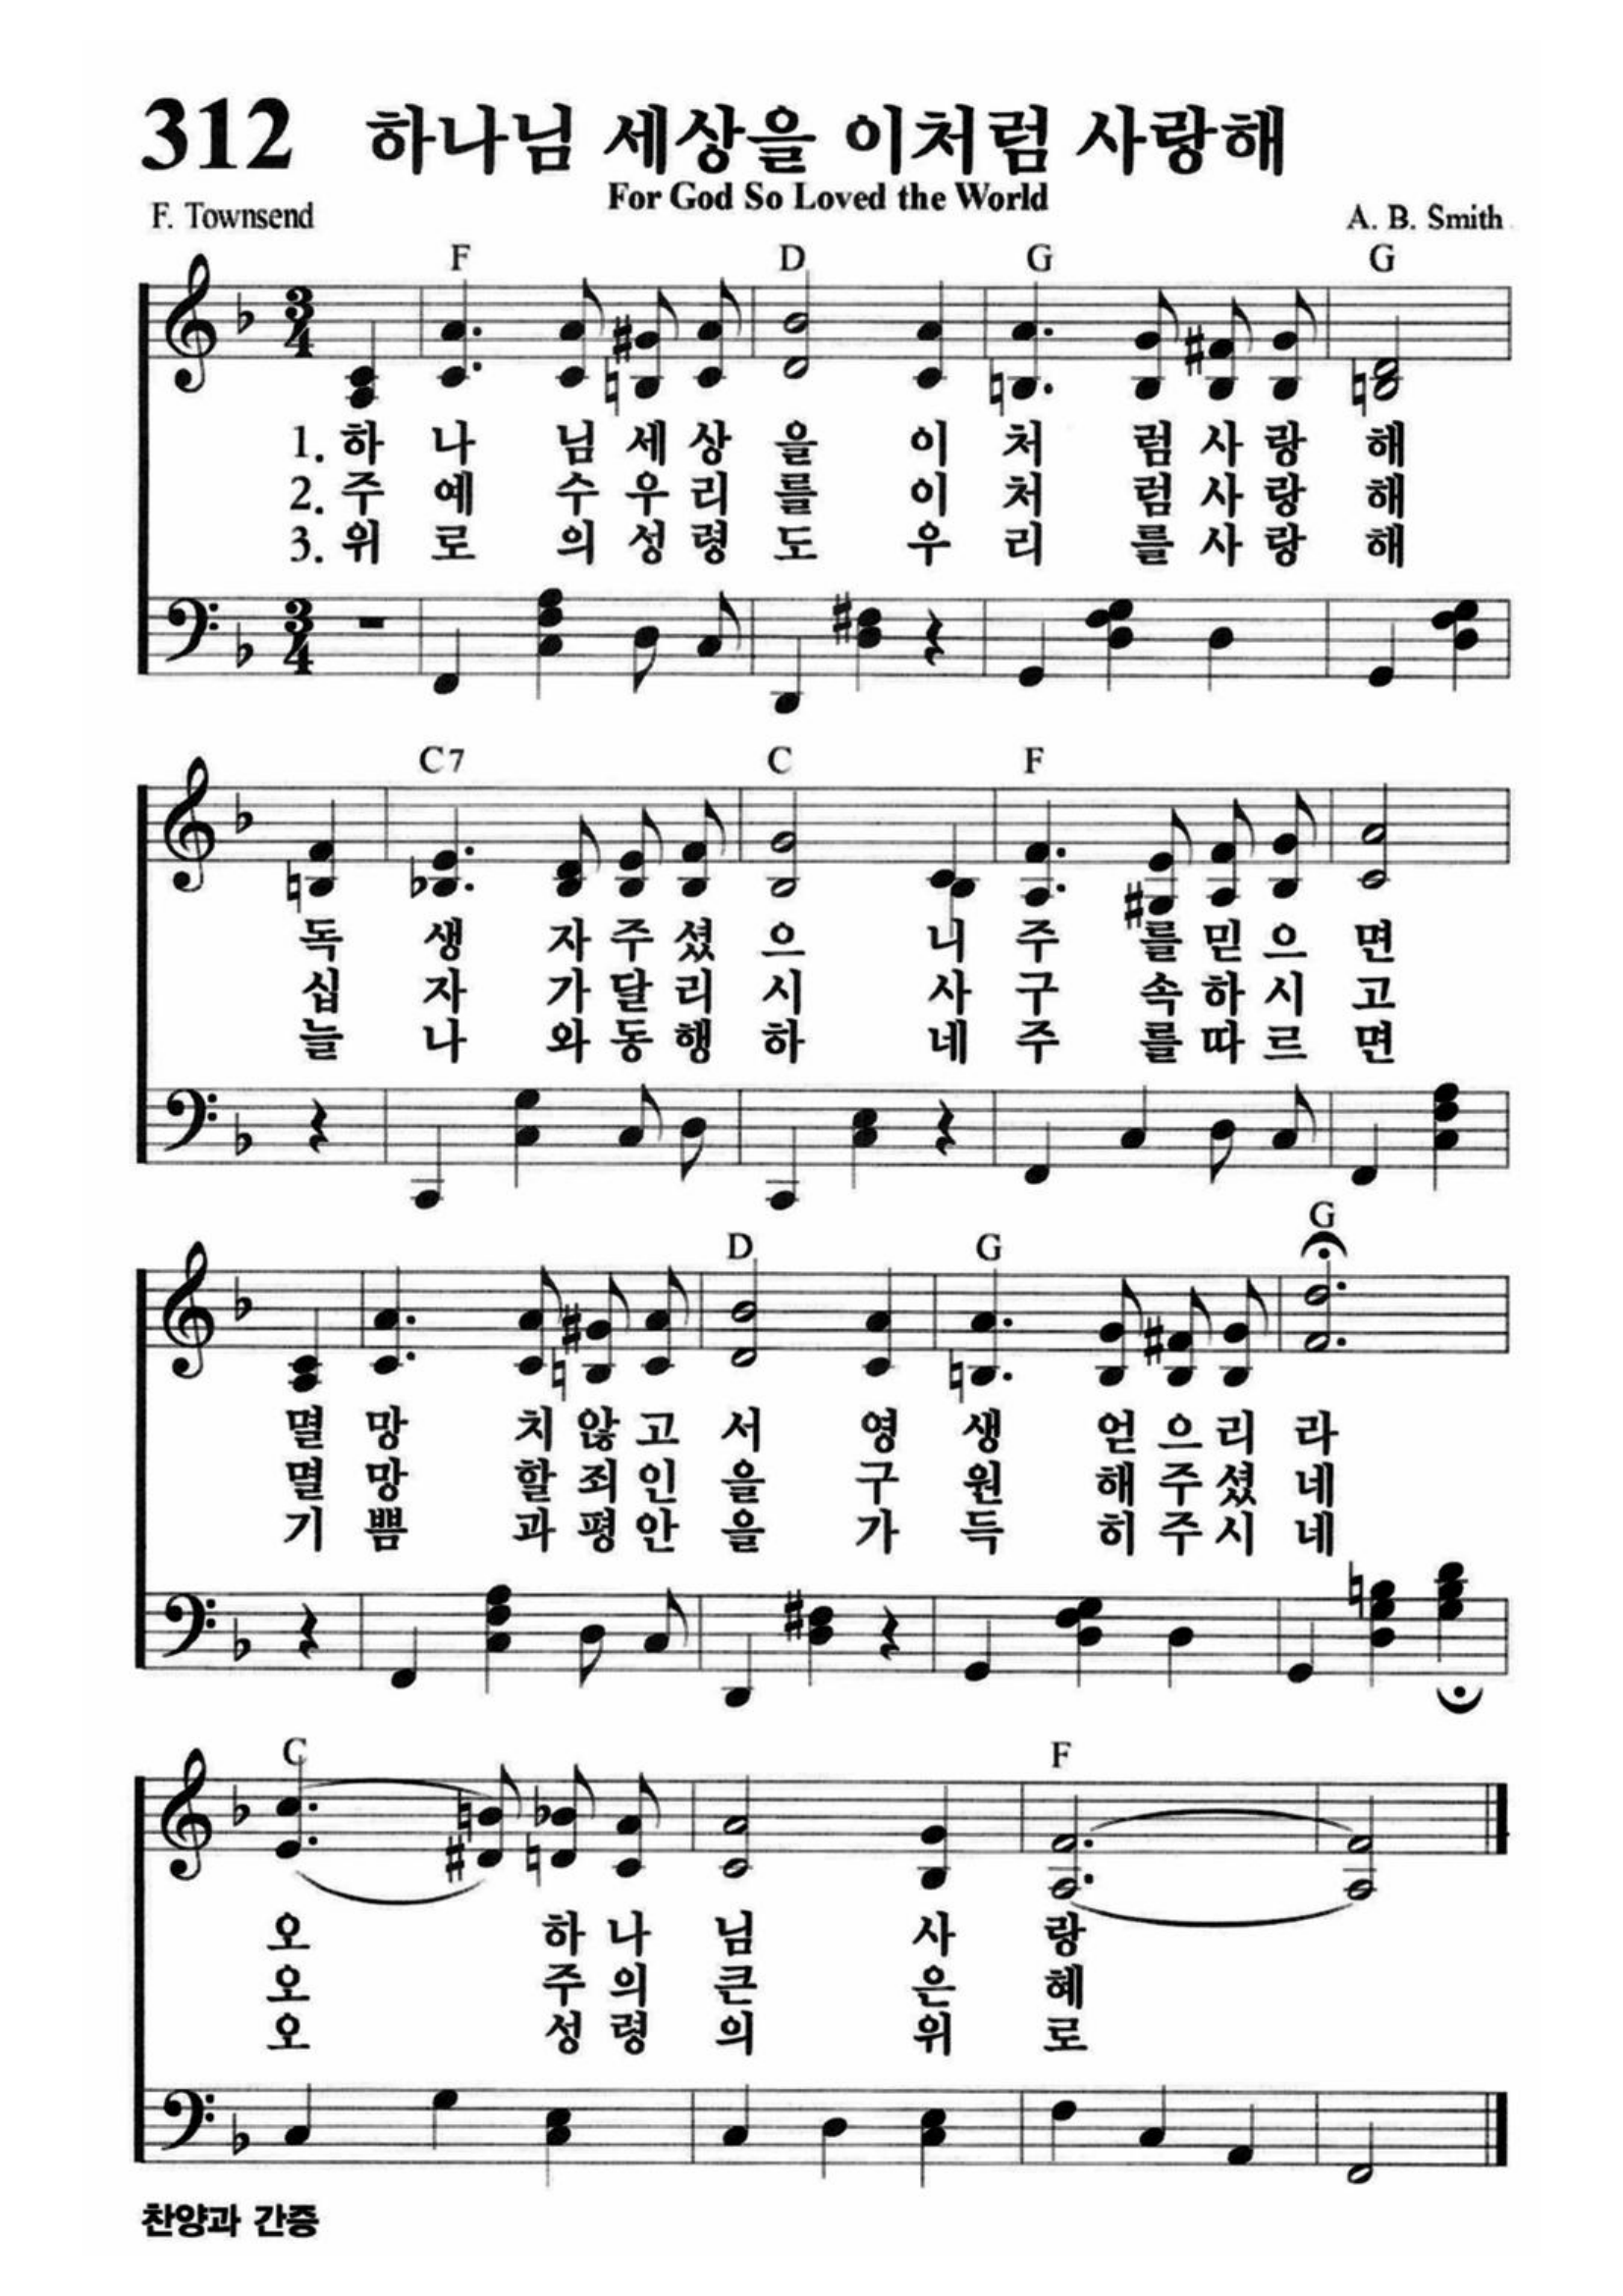 312 하나님 세상을 이처럼 사랑해
For God So Loved the World
F. Townsend A. B. Smith
F D G G
1. 하 나 님 세 상 을 이 처 럼 사 랑 해
2. 주 예 수 우 리 를 이 처 럼 사 랑 해
3. 위 로 의 성 령 도 우 리 를 사 랑 해
C7 C F
독 생 자 주 셨 으 니 주 를 믿 으 면
십 자 가 달 리 시 사 구 속 하 시 고
늘 나 와 동 행 하 네 주 를 따 르 면
D G G
멸 망 치 않 고 서 영 생 얻 으 리 라
멸 망 할 죄 인 을 구 원 해 주 셨 네
기 쁨 과 평 안 을 가 득 히 주 시 네
C F
오 하 나 님 사 랑
오 주 의 큰 은 혜
오 성 령 의 위 로
찬양과 간증